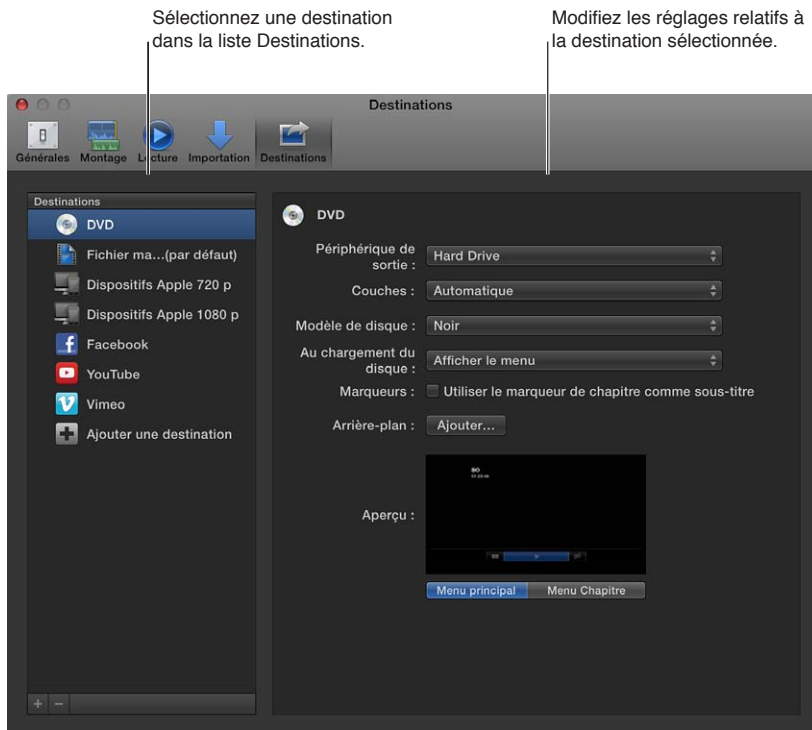 Sélectionnez une destination
dans la liste Destinations.
Modifiez les réglages relatifs à
la destination sélectionnée.
Destinations
Générales
Montage
Lecture
Importation
Destinations
Destinations
DVD
Fichier ma...(par défaut)
Dispositifs Apple 720 p
Dispositifs Apple 1080 p
Facebook
YouTube
Vimeo
Ajouter une destination
DVD
Périphérique de
sortie :
Hard Drive
Couches :
Automatique
Modèle de disque :
Noir
Au chargement du
disque :
Afficher le menu
Marqueurs :
Utiliser le marqueur de chapitre comme sous-titre
Arrière-plan :
Ajouter...
Aperçu :
Menu principal
Menu Chapitre